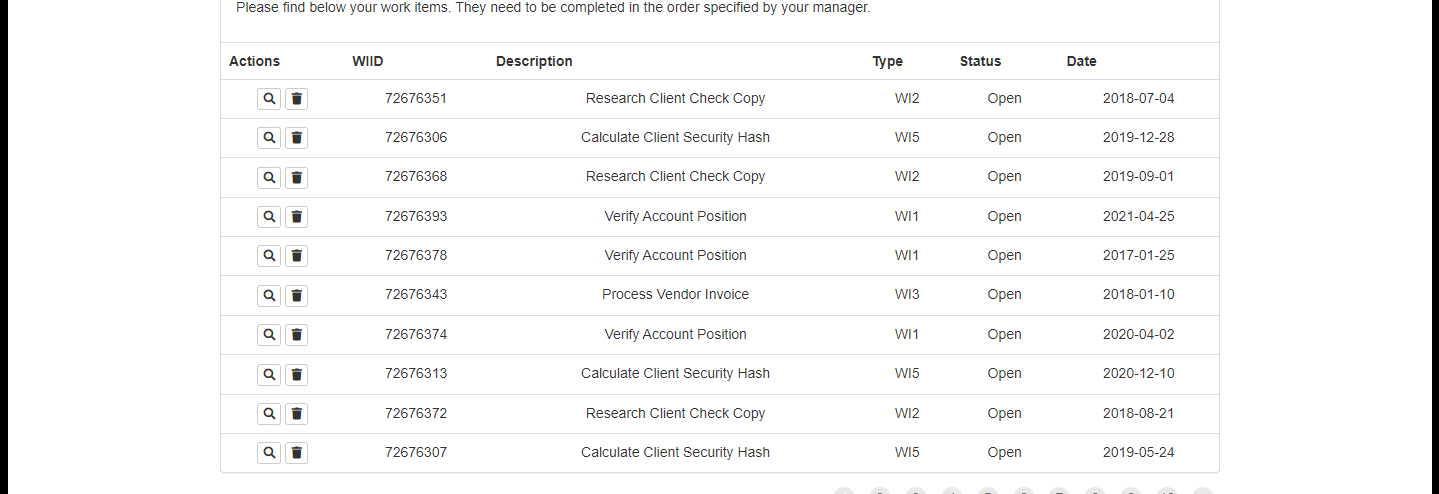 Please find below your work items. They need to be completed in the order specified by your manager.
Actions WIID Description Type Status Date
72676351 Research Client Check Copy WI2 Open 2018-07-04
72676306 Calculate Client Security Hash WI5 Open 2019-12-28
72676368 Research Client Check Copy WI2 Open 2019-09-01
72676393 Verify Account Position WI1 Open 2021-04-25
72676378 Verify Account Position WI1 Open 2017-01-25
72676343 Process Vendor Invoice WI3 Open 2018-01-10
72676374 Verify Account Position WI1 Open 2020-04-02
72676313 Calculate Client Security Hash WI5 Open 2020-12-10
72676372 Research Client Check Copy WI2 Open 2018-08-21
72676307 Calculate Client Security Hash WI5 Open 2019-05-24